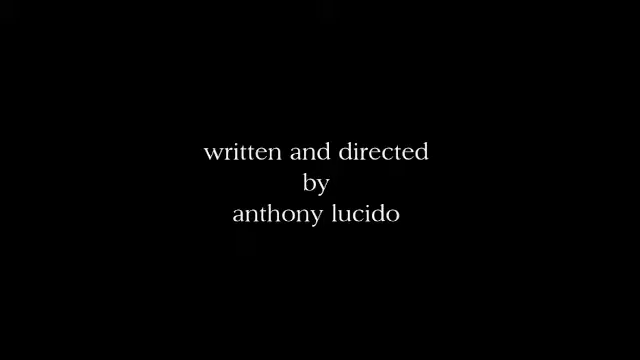 written and directed
by
anthony lucido